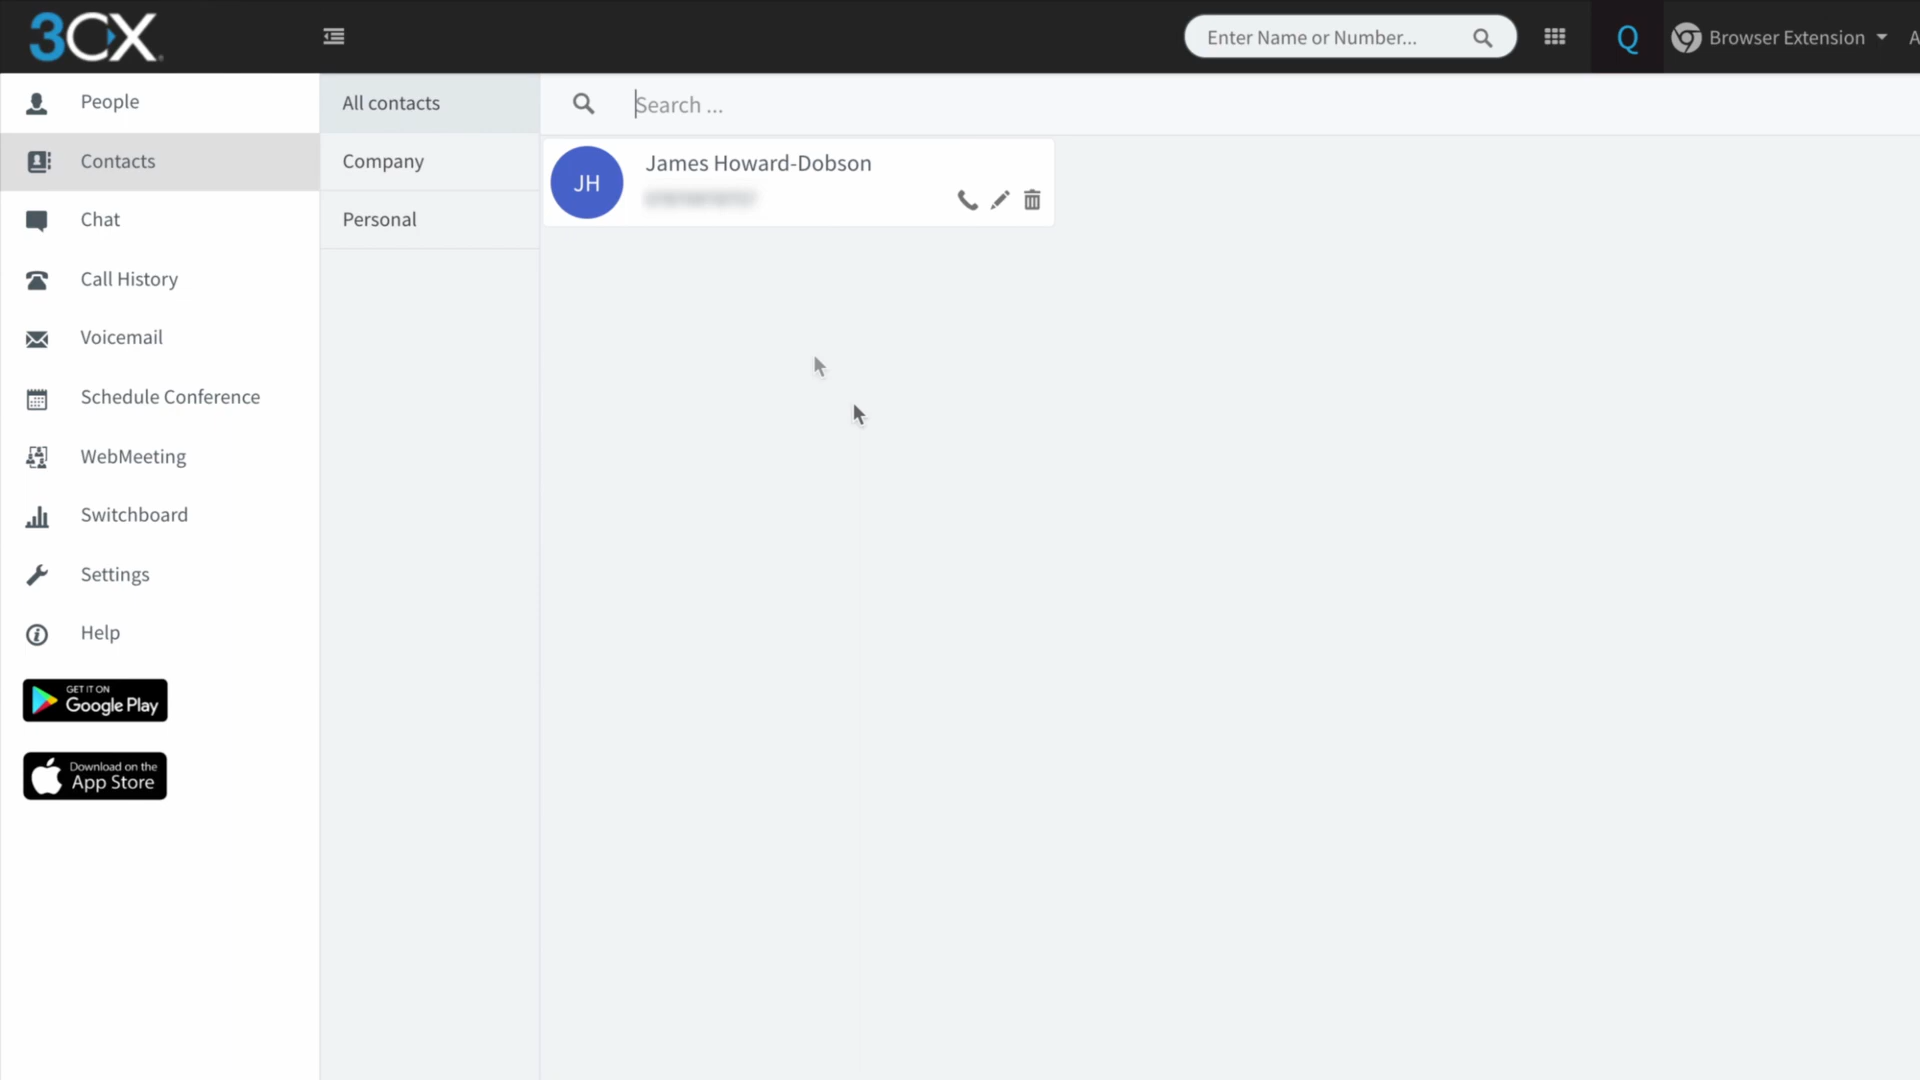 3CX
Enter Name or Number...
Q
Browser Extension
A
People
Contacts
Chat
Call History
Voicemail
Schedule Conference
WebMeeting
Switchboard
Settings
Help
GET IT ON
Google Play
Download on the
App Store
All contacts
Company
Personal
Search ...
JH
James Howard-Dobson